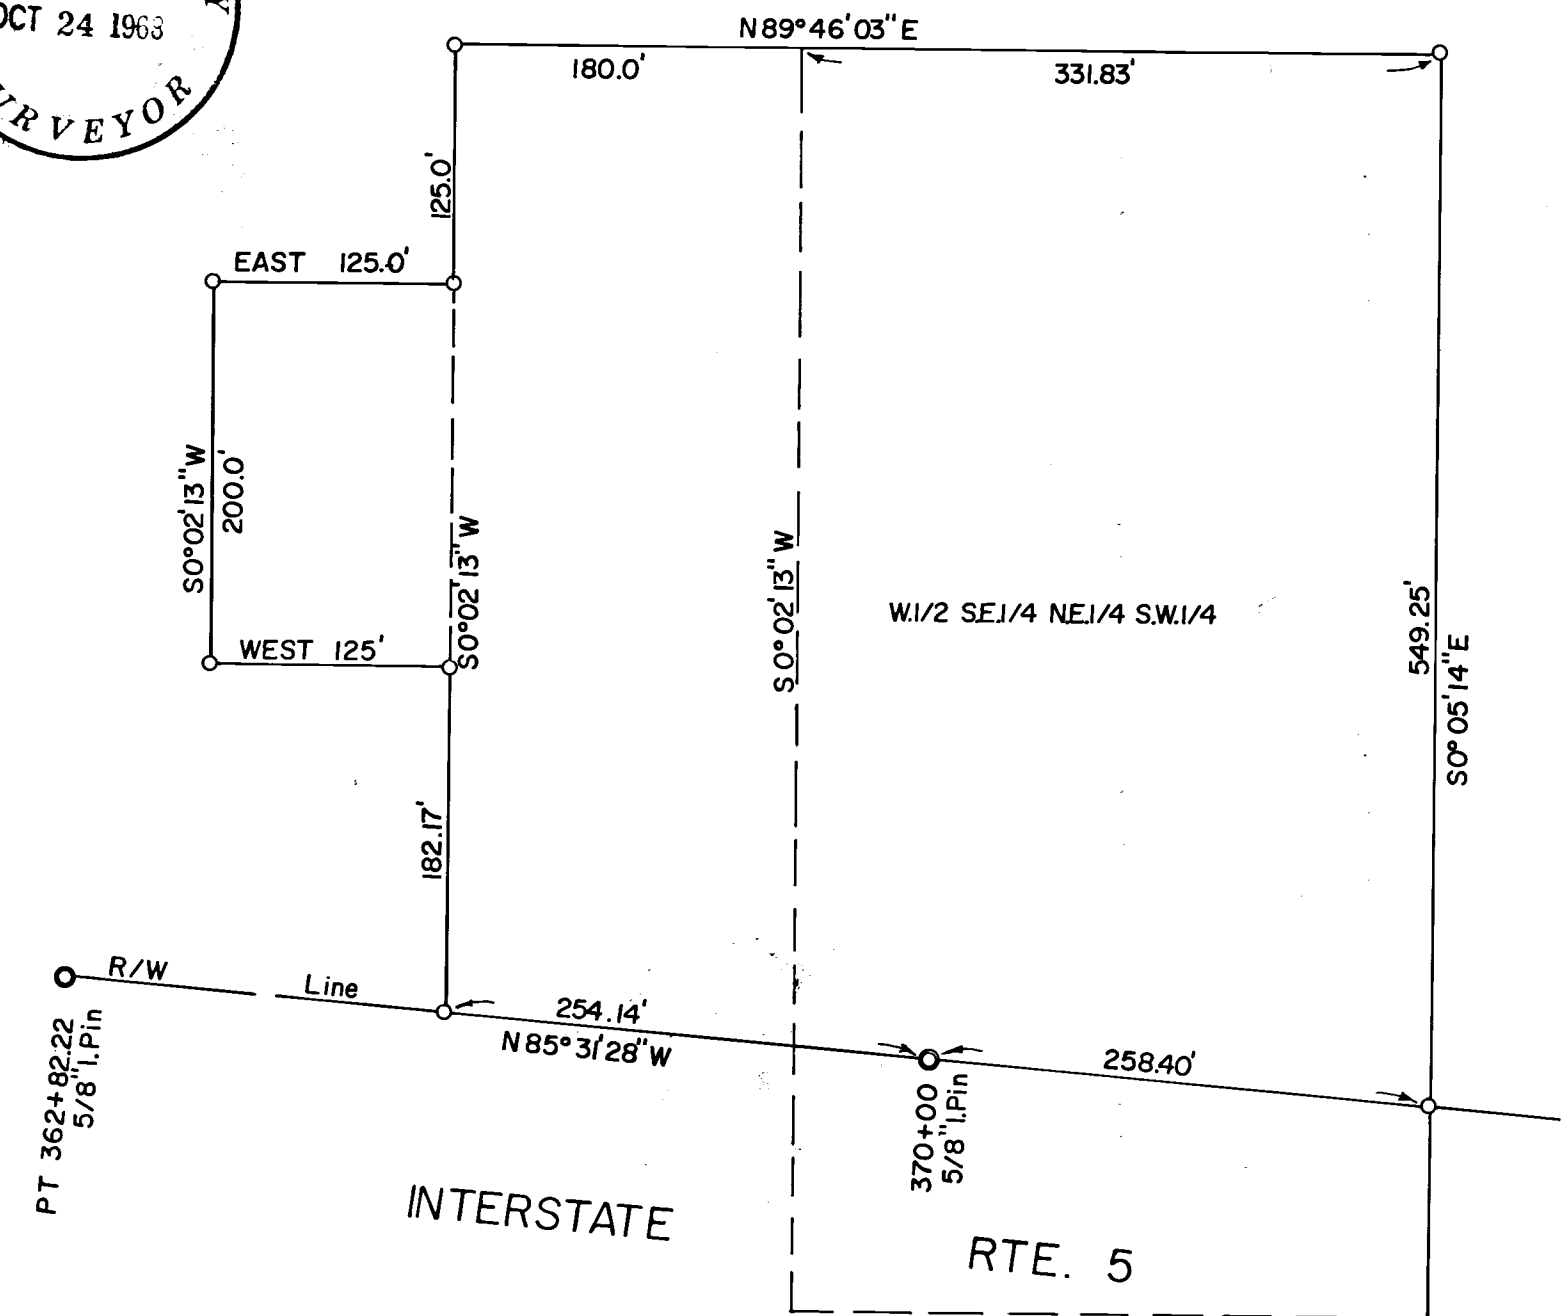 OCT 24 1963
SURVEYOR
N89°46'03"E
180.0'
331.83'
125.0'
EAST 125.0'
S0°02'13"W
200.0'
S0°02'13"W
S0°02'13"W
W.1/2 S.E.1/4 N.E.1/4 S.W.1/4
549.25'
S0°05'14"E
WEST 125'
182.17'
R/W Line
254.14'
N85°31'28"W
258.40'
PT 362+82.22
5/8" I.Pin
370+00
5/8" I.Pin
INTERSTATE RTE. 5